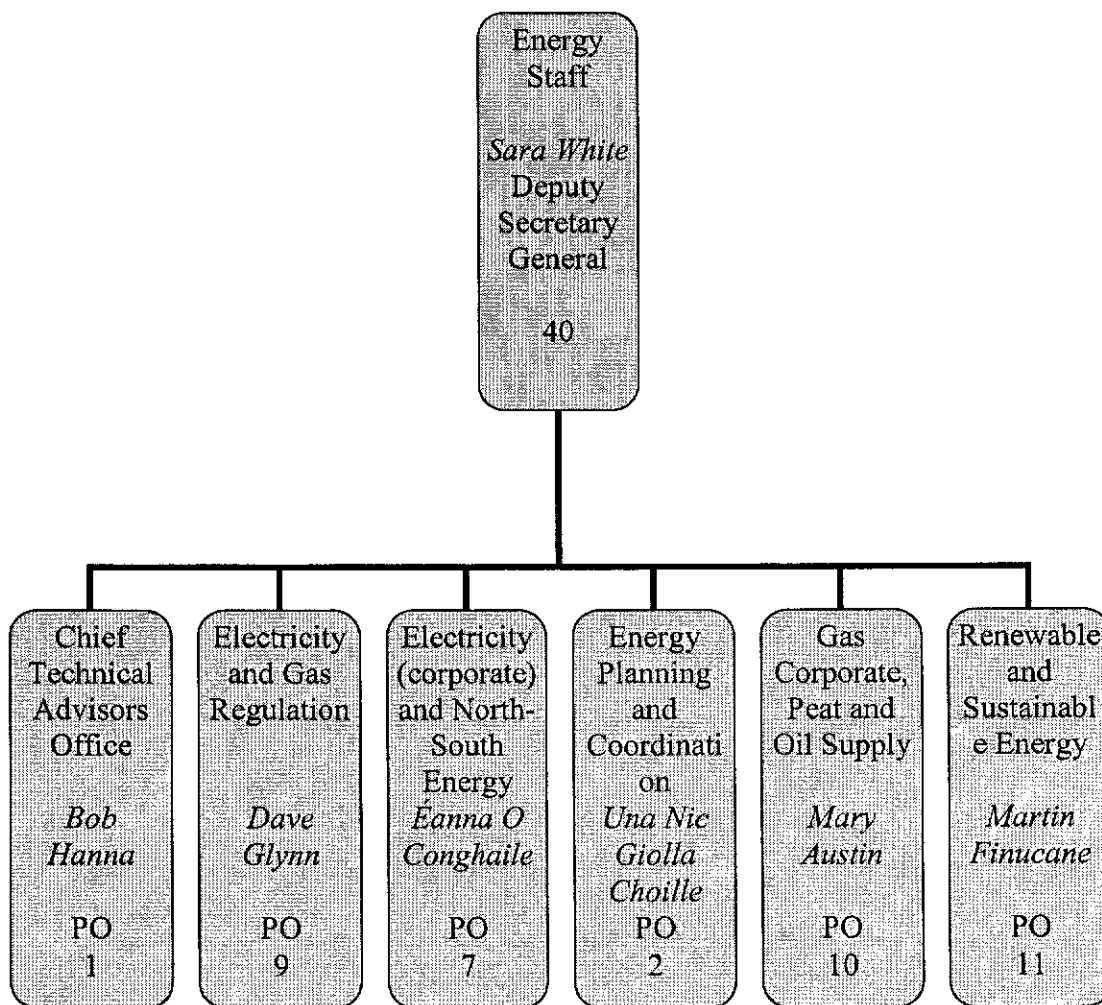 Energy
Staff
Sara White
Deputy
Secretary
General
40
Chief
Technical
Advisors
Office
Bob
Hanna
PO
1
Electricity
and Gas
Regulation
Dave
Glynn
PO
9
Electricity
(corporate)
and North-
South
Energy
Éanna O
Conghaile
PO
7
Energy
Planning
and
Coordinati
on
Una Nic
Giolla
Choille
PO
2
Gas
Corporate,
Peat and
Oil Supply
Mary
Austin
PO
10
Renewable
and
Sustainabl
e Energy
Martin
Finucane
PO
11